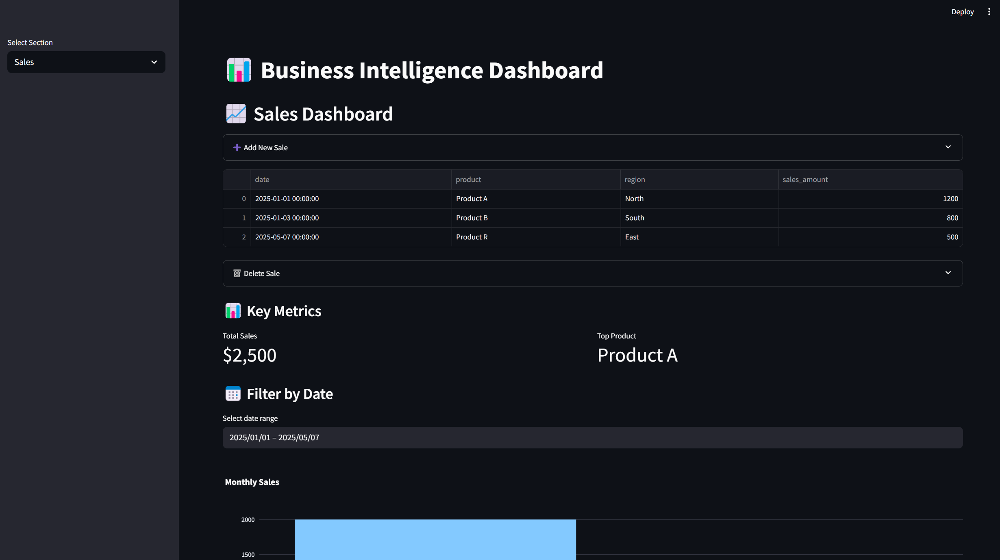 Deploy
Select Section
Sales
Business Intelligence Dashboard
Sales Dashboard
Add New Sale
date product region sales_amount
0 2025-01-01 00:00:00 Product A North 1200
1 2025-01-03 00:00:00 Product B South 800
2 2025-05-07 00:00:00 Product R East 500
Delete Sale
Key Metrics
Total Sales Top Product
$2,500 Product A
Filter by Date
Select date range
2025/01/01 – 2025/05/07
Monthly Sales
2000
1500